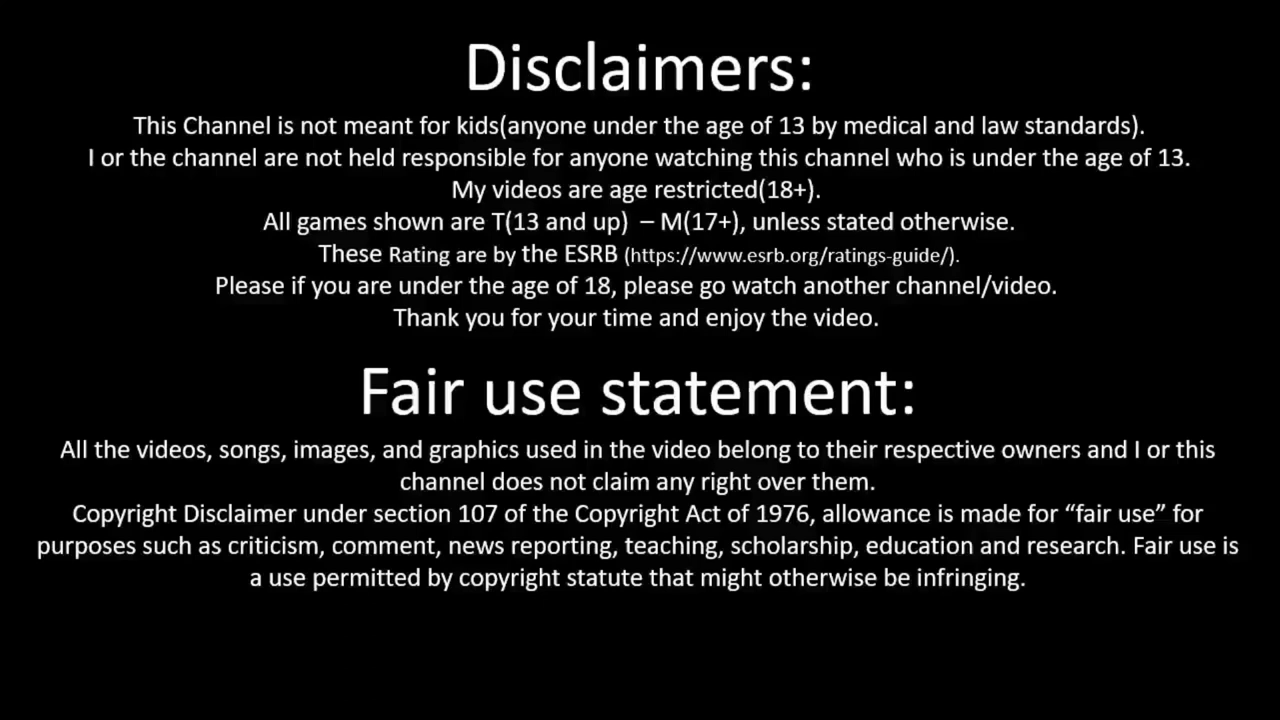 Disclaimers:
This Channel is not meant for kids(anyone under the age of 13 by medical and law standards).
I or the channel are not held responsible for anyone watching this channel who is under the age of 13.
My videos are age restricted(18+).
All games shown are T(13 and up) – M(17+), unless stated otherwise.
These Rating are by the ESRB (https://www.esrb.org/ratings-guide/).
Please if you are under the age of 18, please go watch another channel/video.
Thank you for your time and enjoy the video.
Fair use statement:
All the videos, songs, images, and graphics used in the video belong to their respective owners and I or this
channel does not claim any right over them.
Copyright Disclaimer under section 107 of the Copyright Act of 1976, allowance is made for “fair use” for
purposes such as criticism, comment, news reporting, teaching, scholarship, education and research. Fair use is
a use permitted by copyright statute that might otherwise be infringing.